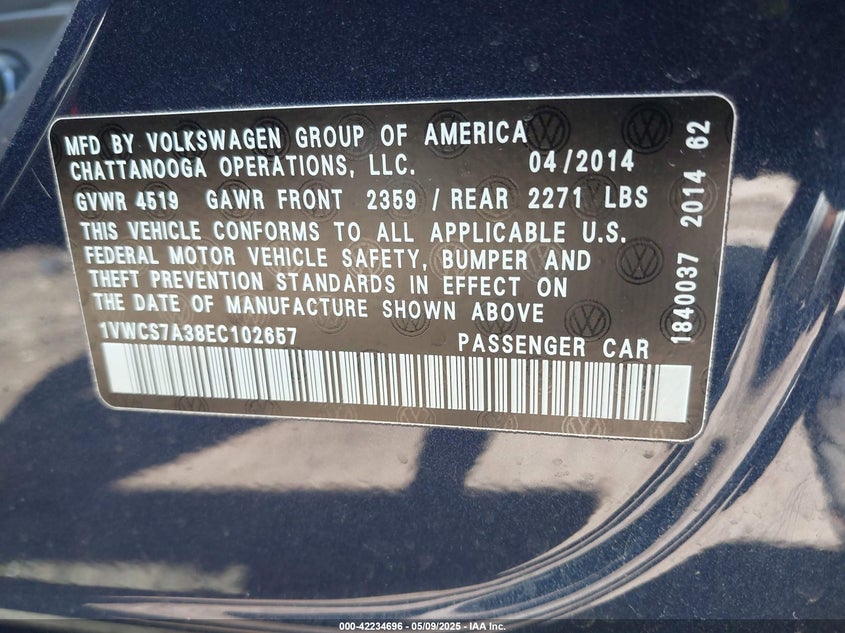 MFD BY VOLKSWAGEN GROUP OF AMERICA
CHATTANOOGA OPERATIONS, LLC. 04/2014
GVWR 4519 GAWR FRONT 2359 / REAR 2271 LBS
THIS VEHICLE CONFORMS TO ALL APPLICABLE U.S.
FEDERAL MOTOR VEHICLE SAFETY, BUMPER AND
THEFT PREVENTION STANDARDS IN EFFECT ON
THE DATE OF MANUFACTURE SHOWN ABOVE
1VWCS7A38EC102657 PASSENGER CAR
1840037 2014 62
000-42234696 - 05/09/2025 - IAA Inc.